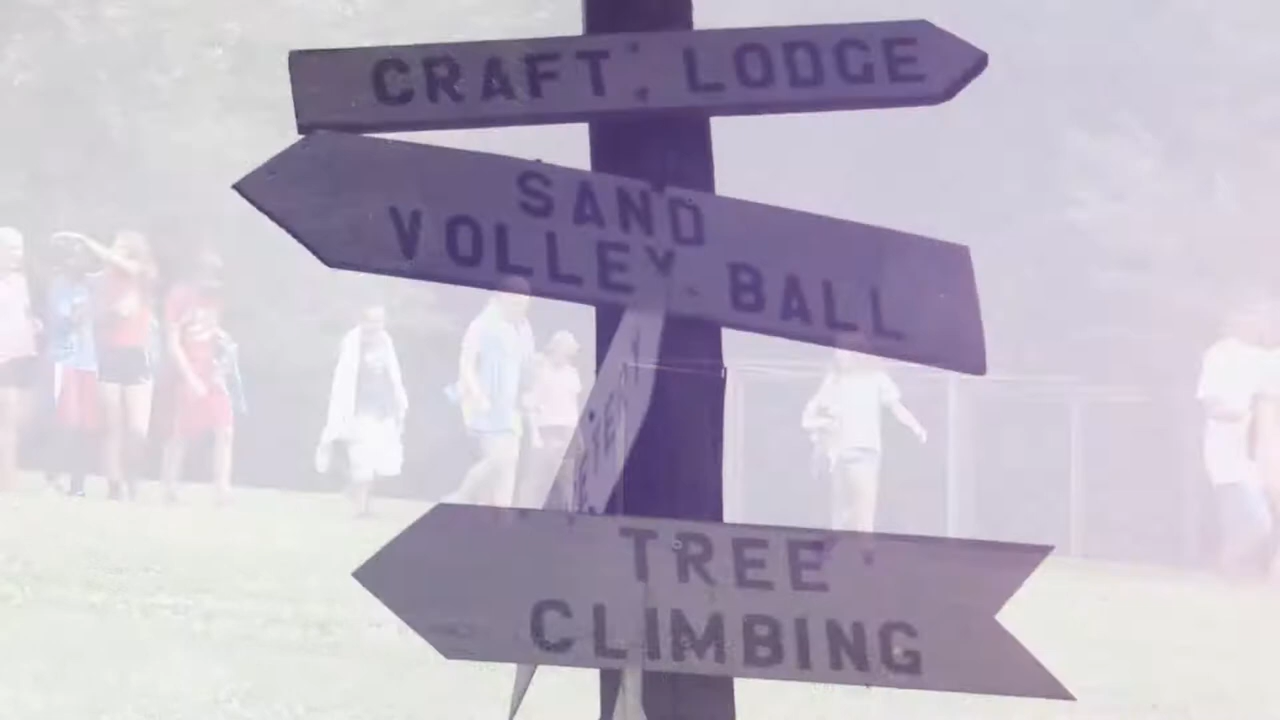 CRAFT LODGE
SAND
VOLLEY BALL
TREE
CLIMBING